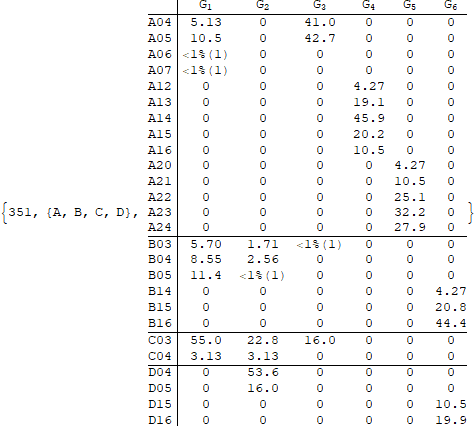 G₁ G₂ G₃ G₄ G₅ G₆
A04 5.13 0 41.0 0 0 0
A05 10.5 0 42.7 0 0 0
A06 <1%(1) 0 0 0 0 0
A07 <1%(1) 0 0 0 0 0
A12 0 0 0 4.27 0 0
A13 0 0 0 19.1 0 0
A14 0 0 0 45.9 0 0
A15 0 0 0 20.2 0 0
A16 0 0 0 10.5 0 0
A20 0 0 0 0 4.27 0
A21 0 0 0 0 10.5 0
A22 0 0 0 0 25.1 0
{351, {A, B, C, D}, A23 0 0 0 0 32.2 0 }
A24 0 0 0 0 27.9 0
B03 5.70 1.71 <1%(1) 0 0 0
B04 8.55 2.56 0 0 0 0
B05 11.4 <1%(1) 0 0 0 0
B14 0 0 0 0 0 4.27
B15 0 0 0 0 0 20.8
B16 0 0 0 0 0 44.4
C03 55.0 22.8 16.0 0 0 0
C04 3.13 3.13 0 0 0 0
D04 0 53.6 0 0 0 0
D05 0 16.0 0 0 0 0
D15 0 0 0 0 0 10.5
D16 0 0 0 0 0 19.9